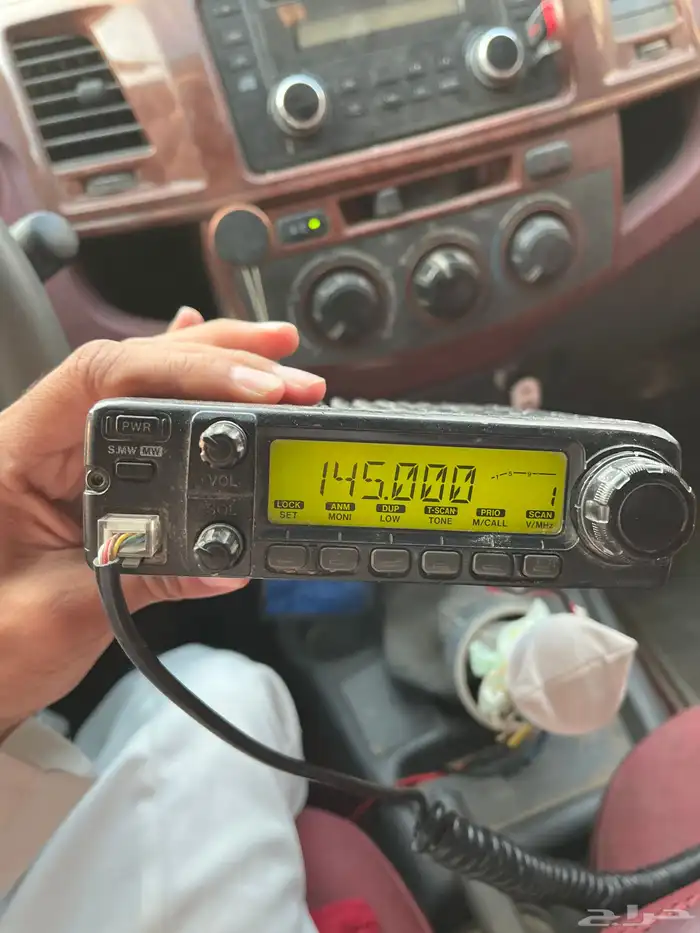 PWR
S.MW MW
VOL
SQL
145.000
1
LOCK ANM DUP T-SCAN PRIO SCAN
SET MONI LOW TONE M/CALL V/MHz
حراج